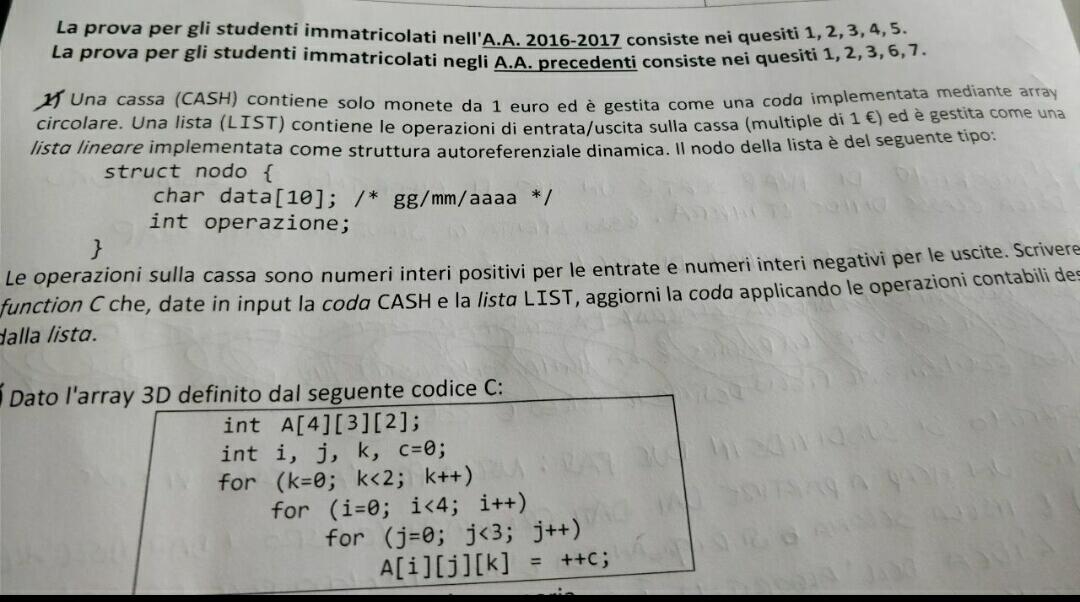 La prova per gli studenti immatricolati nell'A.A. 2016-2017 consiste nei quesiti 1, 2, 3, 4, 5.
La prova per gli studenti immatricolati negli A.A. precedenti consiste nei quesiti 1, 2, 3, 6, 7.
Una cassa (CASH) contiene solo monete da 1 euro ed è gestita come una coda implementata mediante array
circolare. Una lista (LIST) contiene le operazioni di entrata/uscita sulla cassa (multiple di 1 €) ed è gestita come una
lista lineare implementata come struttura autoreferenziale dinamica. Il nodo della lista è del seguente tipo:
struct nodo {
char data[10]; /* gg/mm/aaaa */
int operazione;
}
Le operazioni sulla cassa sono numeri interi positivi per le entrate e numeri interi negativi per le uscite. Scrivere
function C che, date in input la coda CASH e la lista LIST, aggiorni la coda applicando le operazioni contabili des
dalla lista.
Dato l'array 3D definito dal seguente codice C:
int A[4][3][2];
int i, j, k, c=0;
for (k=0; k<2; k++)
for (i=0; i<4; i++)
for (j=0; j<3; j++)
A[i][j][k] = ++c;